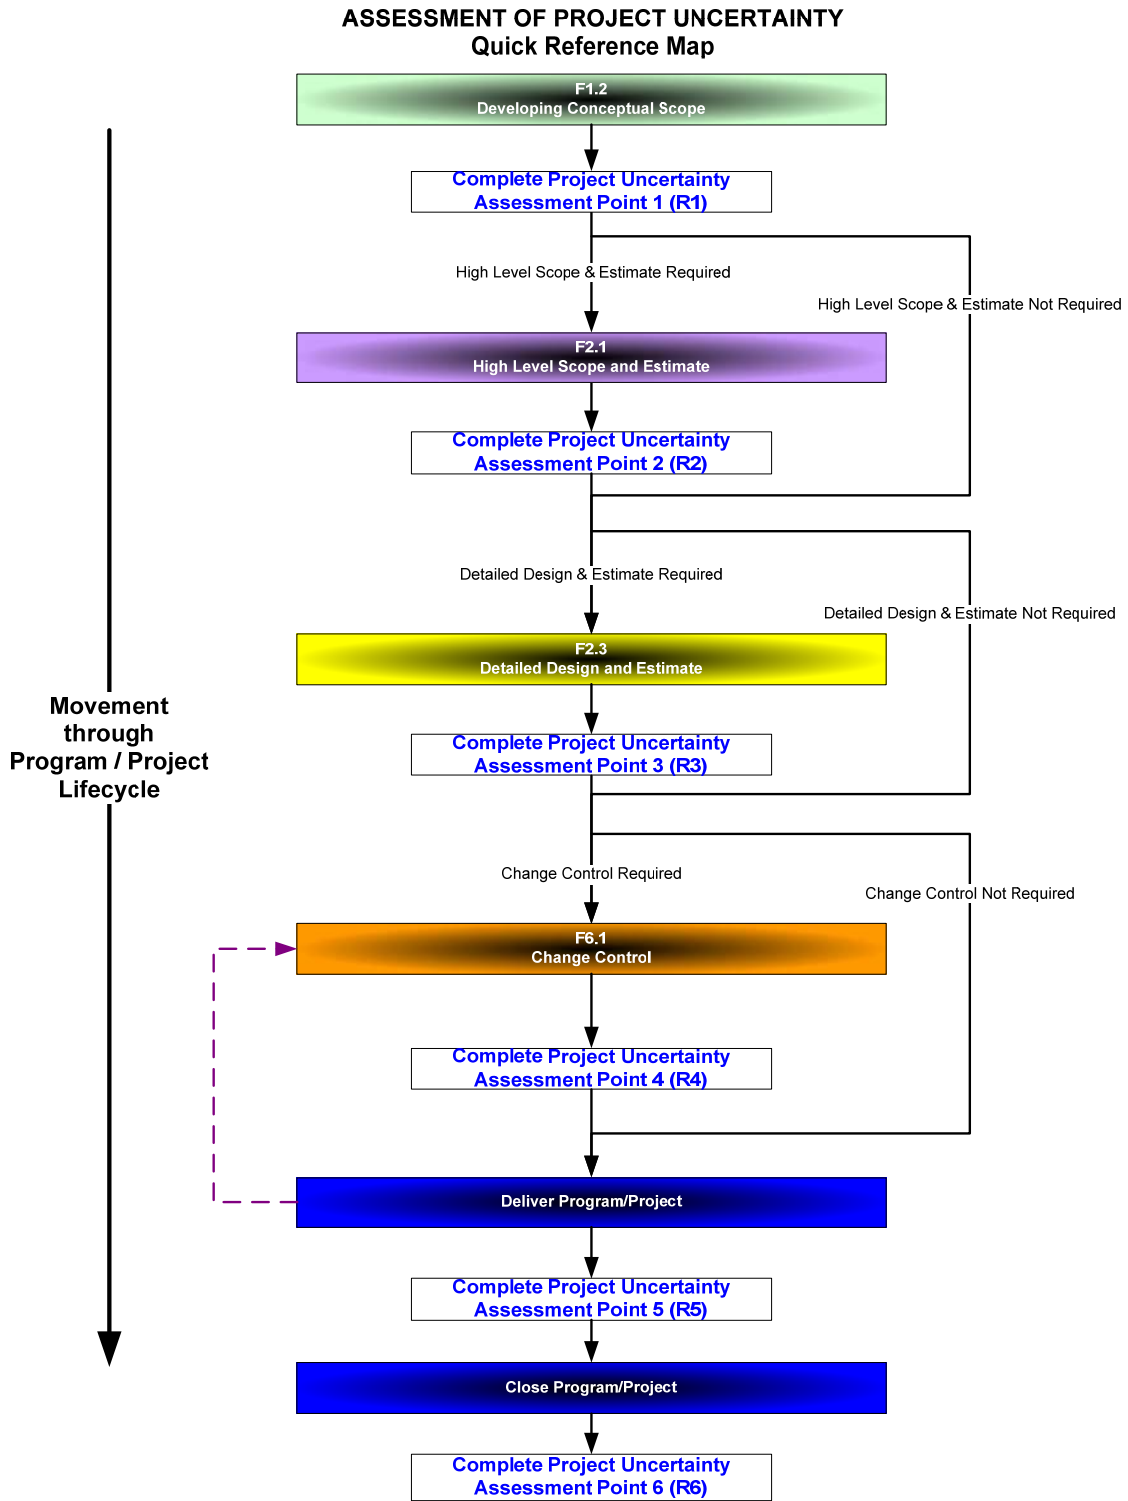 ASSESSMENT OF PROJECT UNCERTAINTY
Quick Reference Map
F1.2
Developing Conceptual Scope
Complete Project Uncertainty
Assessment Point 1 (R1)
High Level Scope & Estimate Required
High Level Scope & Estimate Not Required
F2.1
High Level Scope and Estimate
Complete Project Uncertainty
Assessment Point 2 (R2)
Detailed Design & Estimate Required
Detailed Design & Estimate Not Required
F2.3
Detailed Design and Estimate
Movement
through
Program / Project
Lifecycle
Complete Project Uncertainty
Assessment Point 3 (R3)
Change Control Required
Change Control Not Required
F6.1
Change Control
Complete Project Uncertainty
Assessment Point 4 (R4)
Deliver Program/Project
Complete Project Uncertainty
Assessment Point 5 (R5)
Close Program/Project
Complete Project Uncertainty
Assessment Point 6 (R6)